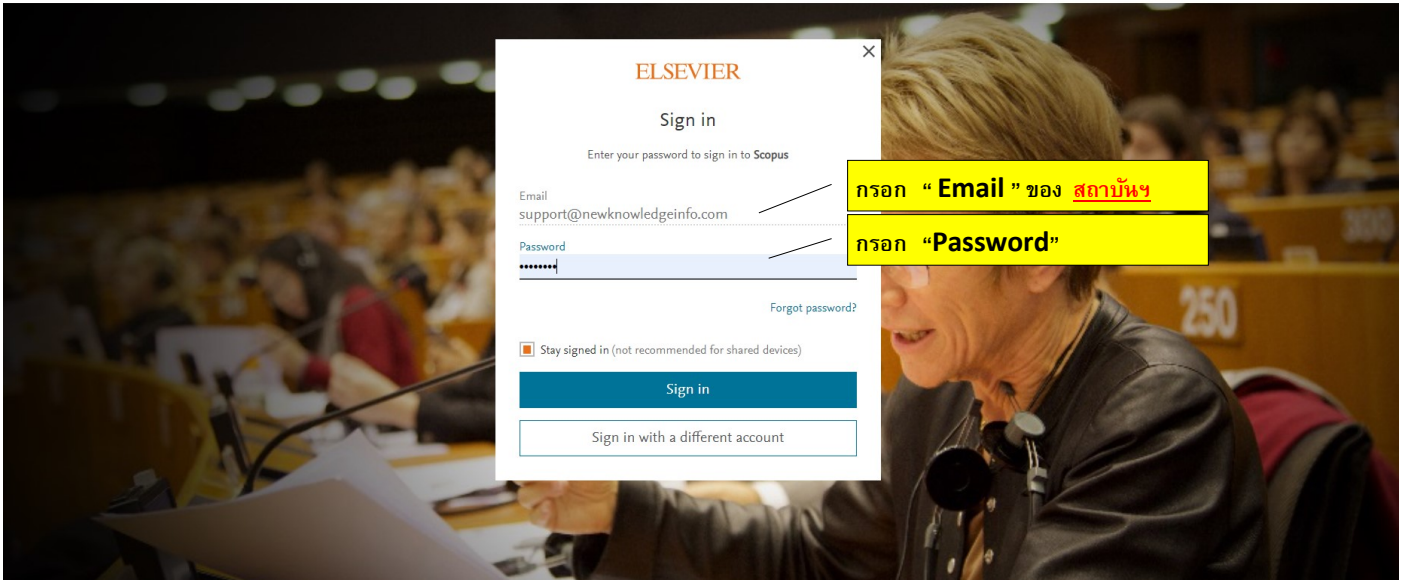 ELSEVIER
Sign in
Enter your password to sign in to Scopus
Email
support@newknowledgeinfo.com
Password
••••••••
Forgot password?
Stay signed in (not recommended for shared devices)
Sign in
Sign in with a different account
กรอก “ Email ” ของ สถาบันฯ
กรอก “Password”
250